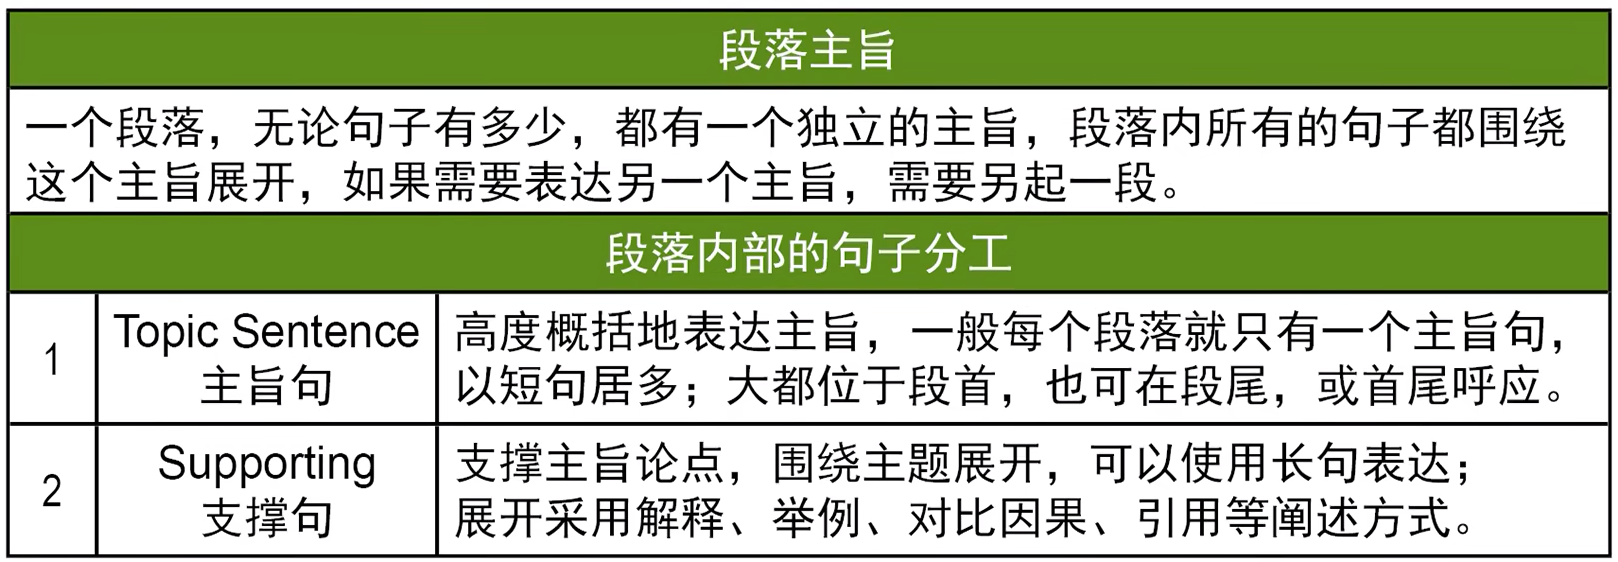 段落主旨
一个段落，无论句子有多少，都有一个独立的主旨，段落内所有的句子都围绕
这个主旨展开，如果需要表达另一个主旨，需要另起一段。
段落内部的句子分工
1
Topic Sentence
主旨句
高度概括地表达主旨，一般每个段落就只有一个主旨句，
以短句居多；大都位于段首，也可在段尾，或首尾呼应。
2
Supporting
支撑句
支撑主旨论点，围绕主题展开，可以使用长句表达；
展开采用解释、举例、对比因果、引用等阐述方式。